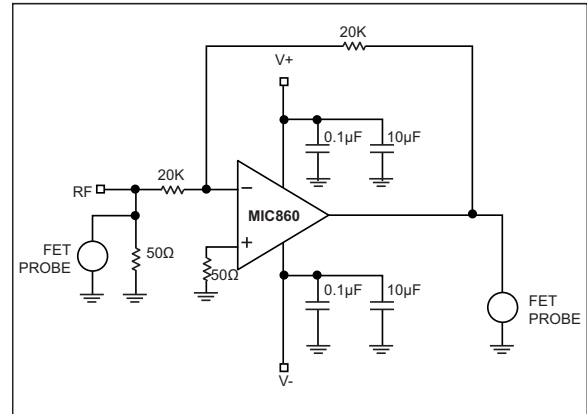 20K
V+
0.1µF
10µF
20K
RF
−
MIC860
+
FET
PROBE
50Ω
50Ω
0.1µF
10µF
FET
PROBE
V-